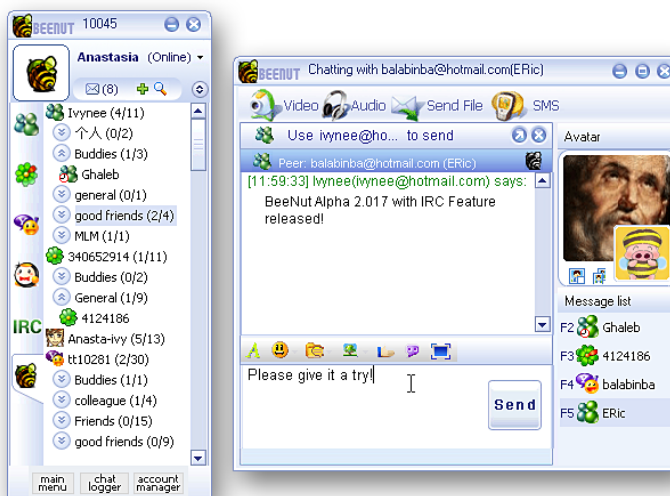 BEENUT 10045
Anastasia (Online)
(8)
Ivynee (4/11)
个人 (0/2)
Buddies (1/3)
Ghaleb
general (0/1)
good friends (2/4)
MLM (1/1)
340652914 (1/11)
Buddies (0/2)
General (1/9)
4124186
IRC
Anasta-ivy (5/13)
tt10281 (2/30)
Buddies (1/1)
colleague (1/4)
Friends (0/15)
good friends (0/9)
main menu
chat logger
account manager
BEENUT Chatting with balabinba@hotmail.com(ERic)
Video Audio Send File SMS
Use ivynee@ho... to send
Peer: balabinba@hotmail.com (ERic)
[11:59:33] Ivynee(ivynee@hotmail.com) says:
BeeNut Alpha 2.017 with IRC Feature
released!
Please give it a try!
Send
Avatar
Message list
F2 Ghaleb
F3 4124186
F4 balabinba
F5 ERic